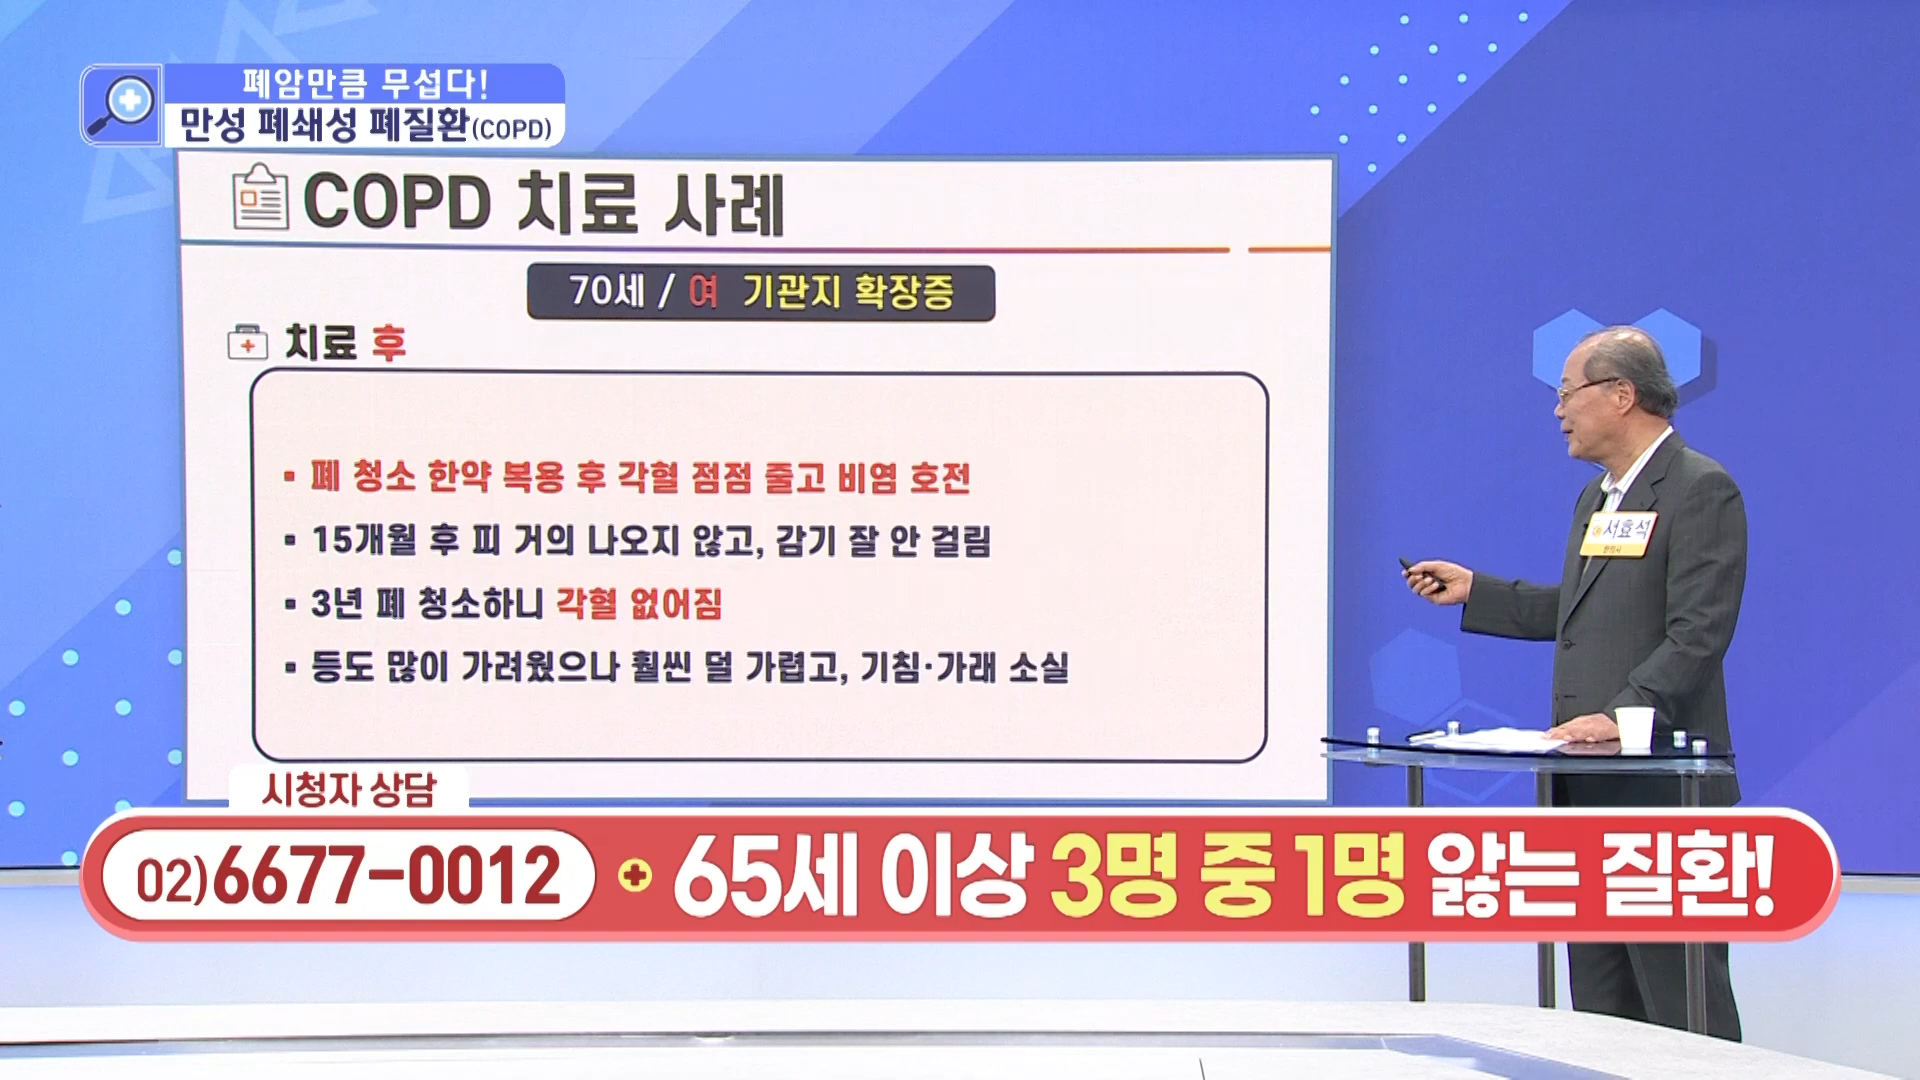 폐암만큼 무섭다!
만성 폐쇄성 폐질환(COPD)
COPD 치료 사례
70세 / 여 기관지 확장증
치료 후
▪ 폐 청소 한약 복용 후 각혈 점점 줄고 비염 호전
▪ 15개월 후 피 거의 나오지 않고, 감기 잘 안 걸림
▪ 3년 폐 청소하니 각혈 없어짐
▪ 등도 많이 가려웠으나 훨씬 덜 가렵고, 기침·가래 소실
서효석
한의사
시청자 상담
02)6677-0012
65세 이상 3명 중 1명 앓는 질환!